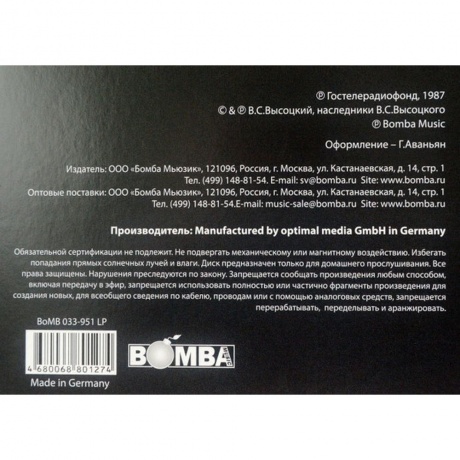 ℗ Гостелерадиофонд, 1987
© & ℗ В.С.Высоцкий, наследники В.С.Высоцкого
℗ Bomba Music
Оформление – Г.Аваньян
Издатель: ООО «Бомба Мьюзик», 121096, Россия, г. Москва, ул. Кастанаевская, д. 14, стр. 1
Тел. (499) 148-81-54. E-mail: sv@bomba.ru Site: www.bomba.ru
Оптовые поставки: ООО «Бомба Мьюзик», 121096, Россия, г. Москва, ул. Кастанаевская, д. 14, стр. 1
Тел. (499) 148-81-54.E-mail: music-sale@bomba.ru Site: www.bomba.ru
Производитель: Manufactured by optimal media GmbH in Germany
Обязательной сертификации не подлежит. Не подвергать механическому или магнитному воздействию. Избегать
попадания прямых солнечных лучей и влаги. Диск предназначен только для домашнего прослушивания. Все
права защищены. Нарушения преследуются по закону. Запрещается сообщать произведения любым способом,
включая передачу в эфир, запрещается использовать полностью или частично фрагменты произведения для
создания новых, для всеобщего сведения по кабелю, проводам или с помощью аналоговых средств, запрещается
перерабатывать, переделывать и аранжировать.
BoMB 033-951 LP
4 680068 801274
Made in Germany
BOMBA